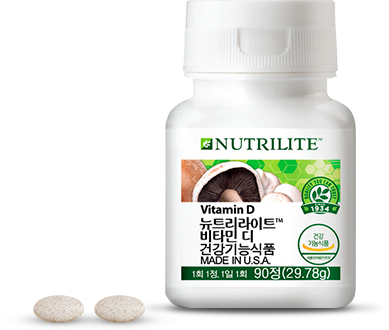 NUTRILITE™
Vitamin D
뉴트리라이트™
비타민 디
건강기능식품
MADE IN U.S.A.
1회 1정, 1일 1회 90정(29.78g)
1934
건강
기능식품